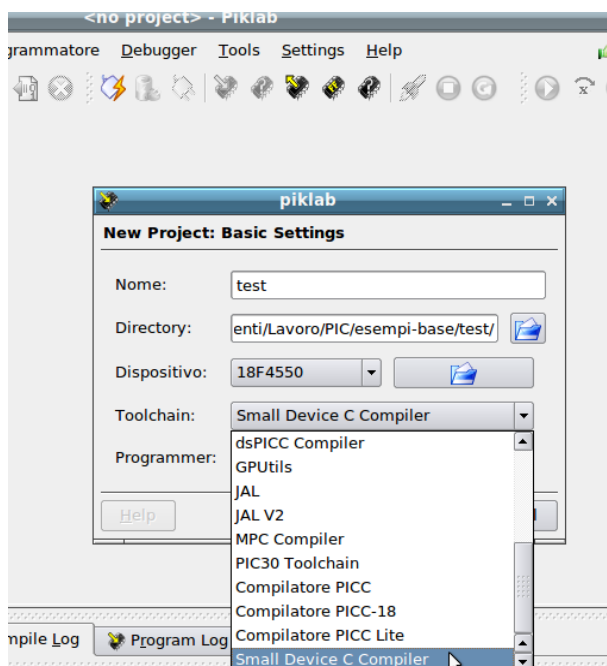 <no project> - Piklab
grammatore Debugger Tools Settings Help
piklab
New Project: Basic Settings
Nome: test
Directory: enti/Lavoro/PIC/esempi-base/test/
Dispositivo: 18F4550
Toolchain: Small Device C Compiler
Programmer:
dsPICC Compiler
GPUtils
JAL
JAL V2
MPC Compiler
PIC30 Toolchain
Compilatore PICC
Compilatore PICC-18
Compilatore PICC Lite
Small Device C Compiler
Help
mpile Log Program Log